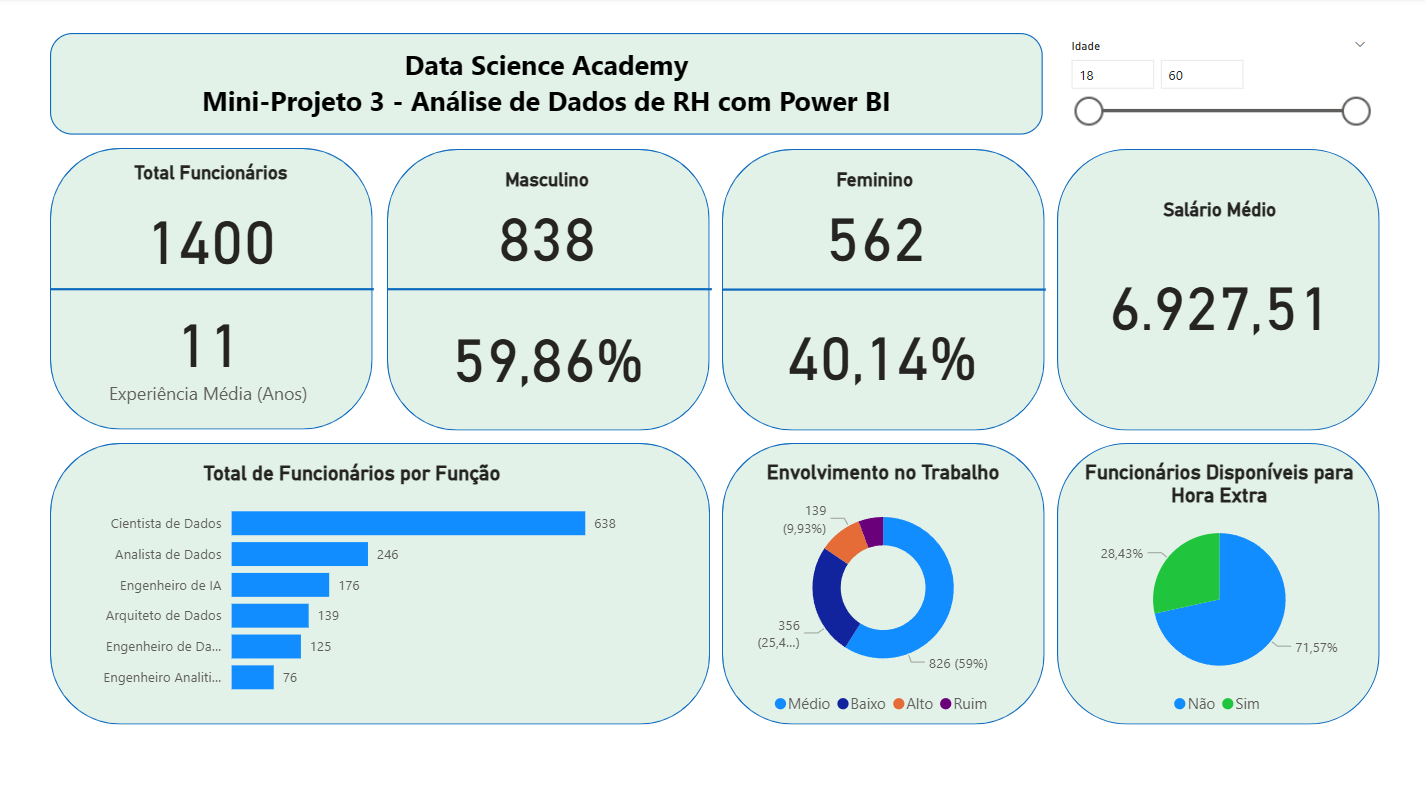 Data Science Academy
Mini-Projeto 3 - Análise de Dados de RH com Power BI
Idade
18
60
Total Funcionários
1400
11
Experiência Média (Anos)
Masculino
838
59,86%
Feminino
562
40,14%
Salário Médio
6.927,51
Total de Funcionários por Função
Cientista de Dados 638
Analista de Dados 246
Engenheiro de IA 176
Arquiteto de Dados 139
Engenheiro de Da... 125
Engenheiro Analiti... 76
Envolvimento no Trabalho
139
(9,93%)
356
(25,4...)
826 (59%)
Médio Baixo Alto Ruim
Funcionários Disponíveis para
Hora Extra
28,43%
71,57%
Não Sim